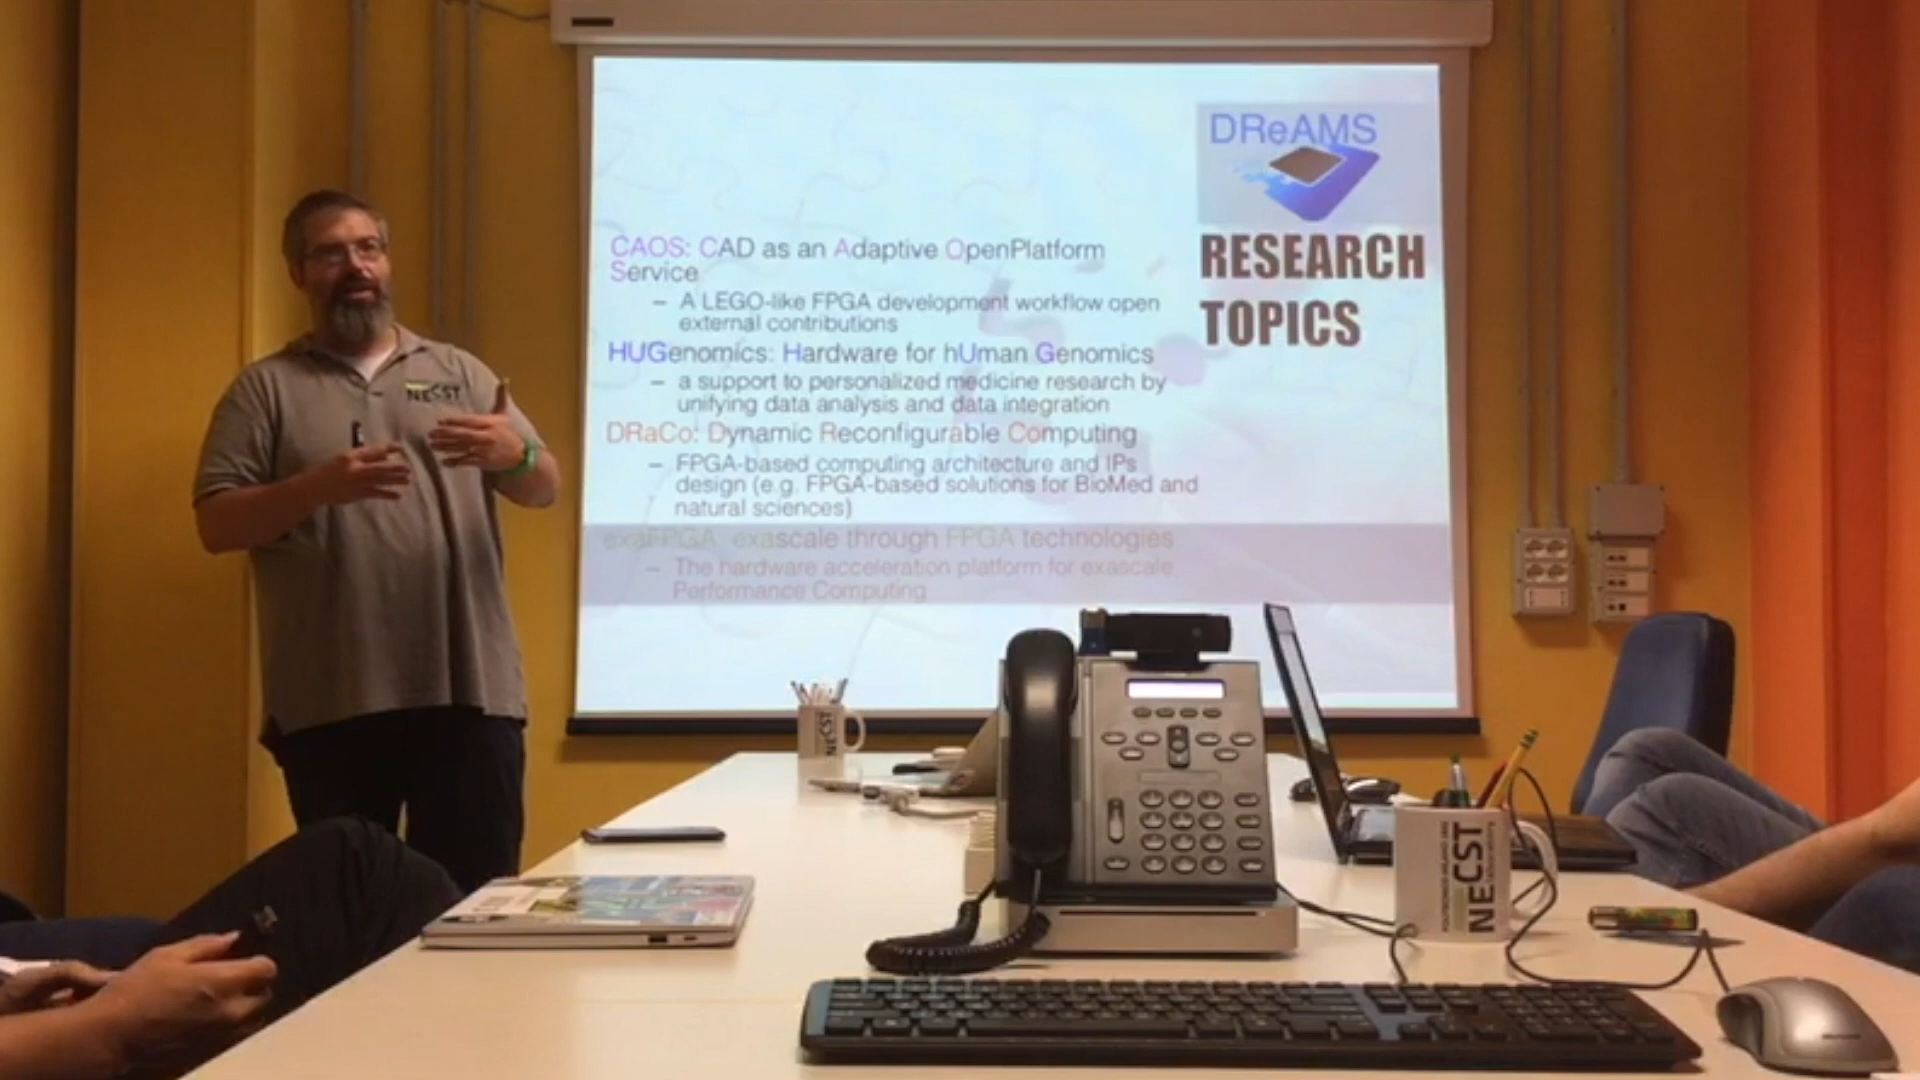 DReAMS
RESEARCH
TOPICS
CAOS: CAD as an Adaptive OpenPlatform
Service
– A LEGO-like FPGA development workflow open
external contributions
HUGenomics: Hardware for hUman Genomics
– a support to personalized medicine research by
unifying data analysis and data integration
DRaCo: Dynamic Reconfigurable Computing
– FPGA-based computing architecture and IPs
design (e.g. FPGA-based solutions for BioMed and
natural sciences)
exaFPGA: exascale through FPGA technologies
– The hardware acceleration platform for exascale
Performance Computing
NECST
NECST
NECST